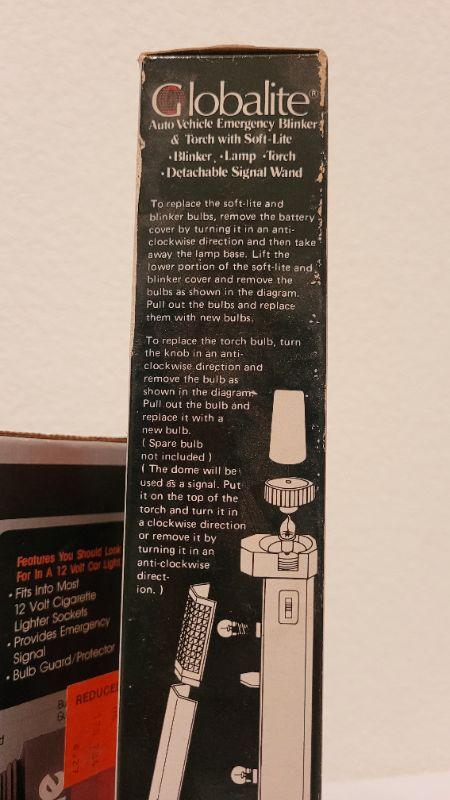 Globalite®
Auto Vehicle Emergency Blinker
& Torch with Soft-Lite
•Blinker •Lamp •Torch
•Detachable Signal Wand
To replace the soft-lite and
blinker bulbs, remove the battery
cover by turning it in an anti-
clockwise direction and then take
away the lamp base. Lift the
lower portion of the soft-lite and
blinker cover and remove the
bulbs as shown in the diagram.
Pull out the bulbs and replace
them with new bulbs.
To replace the torch bulb, turn
the knob in an anti-
clockwise direction and
remove the bulb as
shown in the diagram.
Pull out the bulb and
replace it with a
new bulb.
( Spare bulb
not included )
( The dome will be
used as a signal. Put
it on the top of the
torch and turn it in
a clockwise direction
or remove it by
turning it in an
anti-clockwise
direct-
ion. )
Features You Should Look
For In A 12 Volt Car Light
• Fits Into Most
12 Volt Cigarette
Lighter Sockets
• Provides Emergency
Signal
• Bulb Guard/Protector
REDUCE